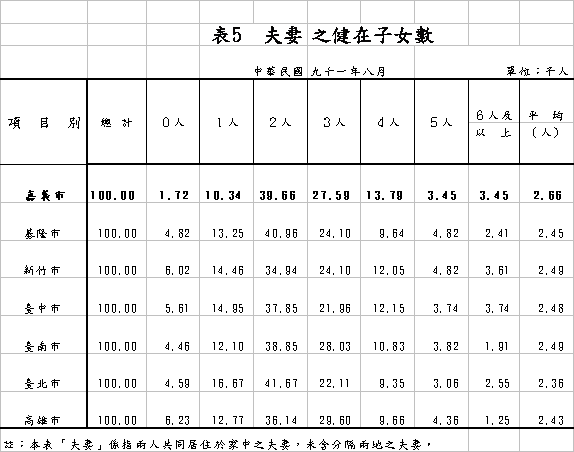 表5　夫妻 之健在子女數
中華民國 九十一年八月　單位：千人
項 目 別　總 計　0人　1人　2人　3人　4人　5人　6人及以 上　平 均(人)
嘉義市 100.00 1.72 10.34 39.66 27.59 13.79 3.45 3.45 2.66
基隆市 100.00 4.82 13.25 40.96 24.10 9.64 4.82 2.41 2.45
新竹市 100.00 6.02 14.46 34.94 24.10 12.05 4.82 3.61 2.49
臺中市 100.00 5.61 14.95 37.85 21.96 12.15 3.74 3.74 2.48
臺南市 100.00 4.46 12.10 38.85 28.03 10.83 3.82 1.91 2.49
臺北市 100.00 4.59 16.67 41.67 22.11 9.35 3.06 2.55 2.36
高雄市 100.00 6.23 12.77 36.14 29.60 9.66 4.36 1.25 2.43
註：本表「夫妻」係指兩人共同居住於家中之夫妻，未含分隔兩地之夫妻。